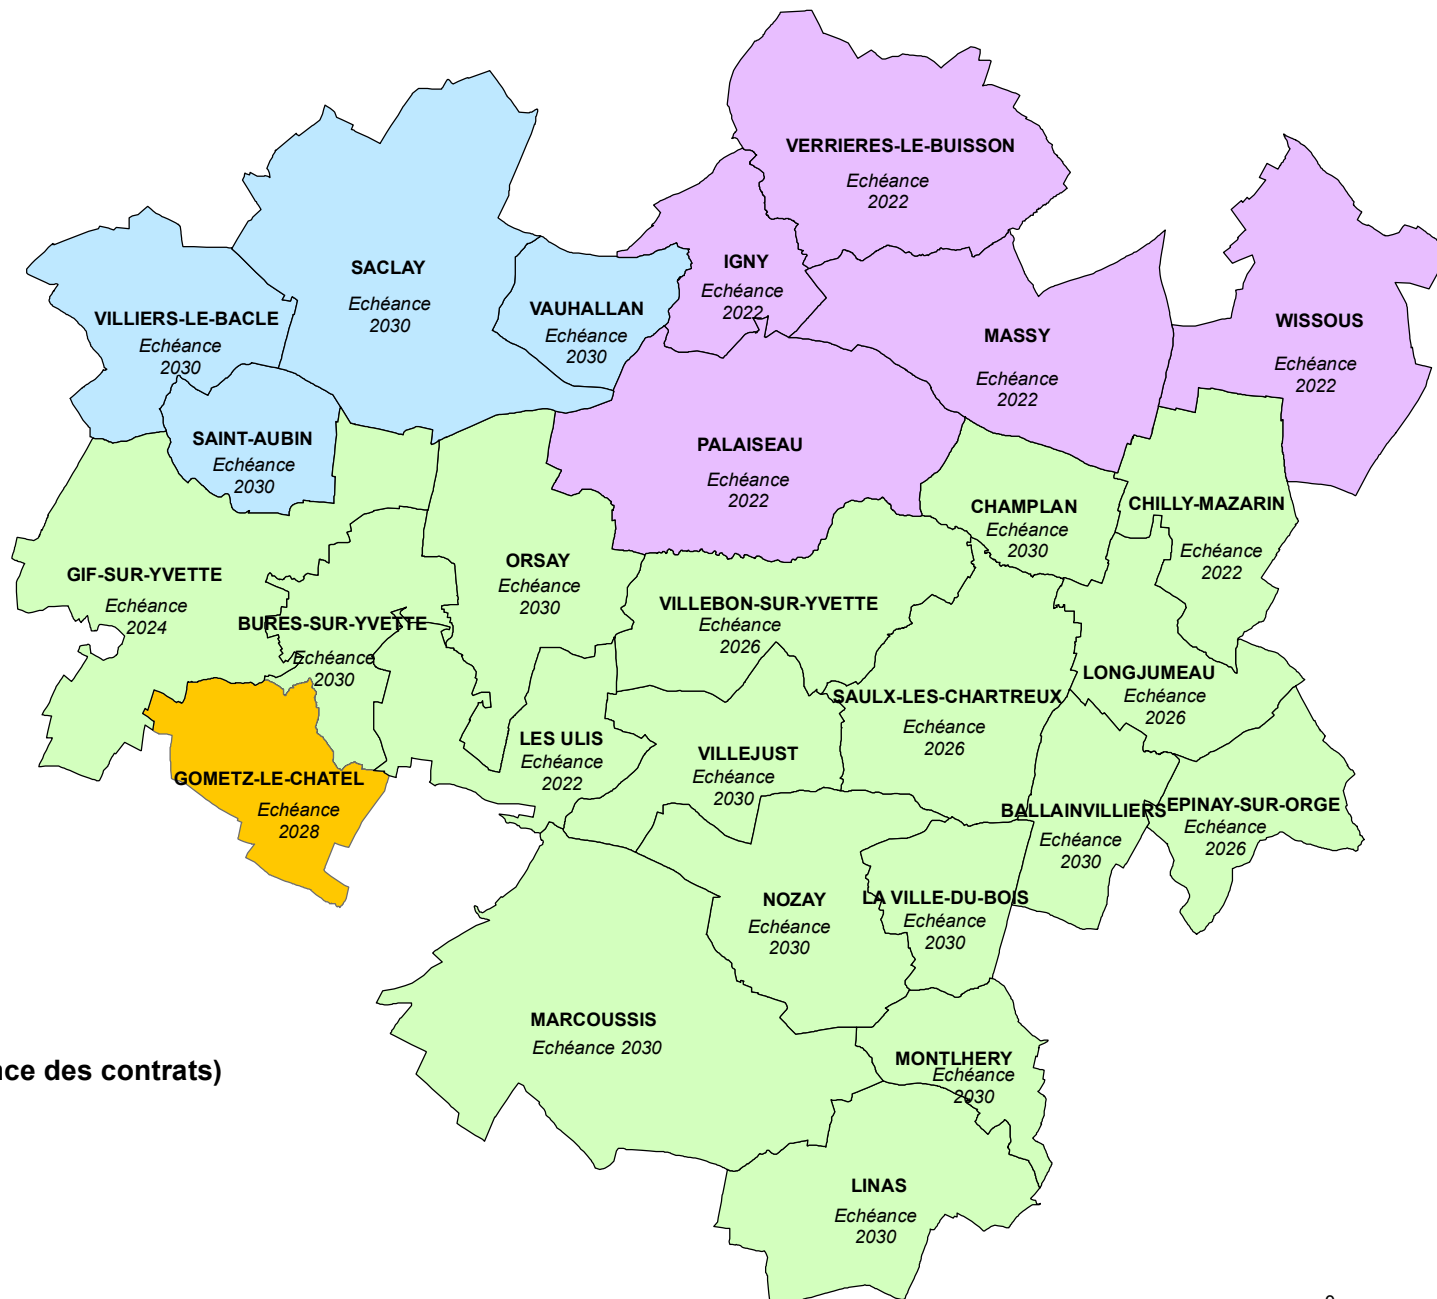 VERRIERES-LE-BUISSON
Echéance
2022
IGNY
Echéance
2022
SACLAY
Echéance
2030
VAUHALLAN
Echéance
2030
VILLIERS-LE-BACLE
Echéance
2030
MASSY
Echéance
2022
WISSOUS
Echéance
2022
SAINT-AUBIN
Echéance
2030
PALAISEAU
Echéance
2022
CHAMPLAN
Echéance
2030
CHILLY-MAZARIN
Echéance
2022
GIF-SUR-YVETTE
Echéance
2024
BURES-SUR-YVETTE
Echéance
2030
ORSAY
Echéance
2030
VILLEBON-SUR-YVETTE
Echéance
2026
SAULX-LES-CHARTREUX
Echéance
2026
LONGJUMEAU
Echéance
2026
LES ULIS
Echéance
2022
VILLEJUST
Echéance
2030
GOMETZ-LE-CHATEL
Echéance
2028
BALLAINVILLIERS
Echéance
2030
EPINAY-SUR-ORGE
Echéance
2026
NOZAY
Echéance
2030
LA VILLE-DU-BOIS
Echéance
2030
MARCOUSSIS
Echéance 2030
MONTLHERY
Echéance
2030
nce des contrats)
LINAS
Echéance
2030